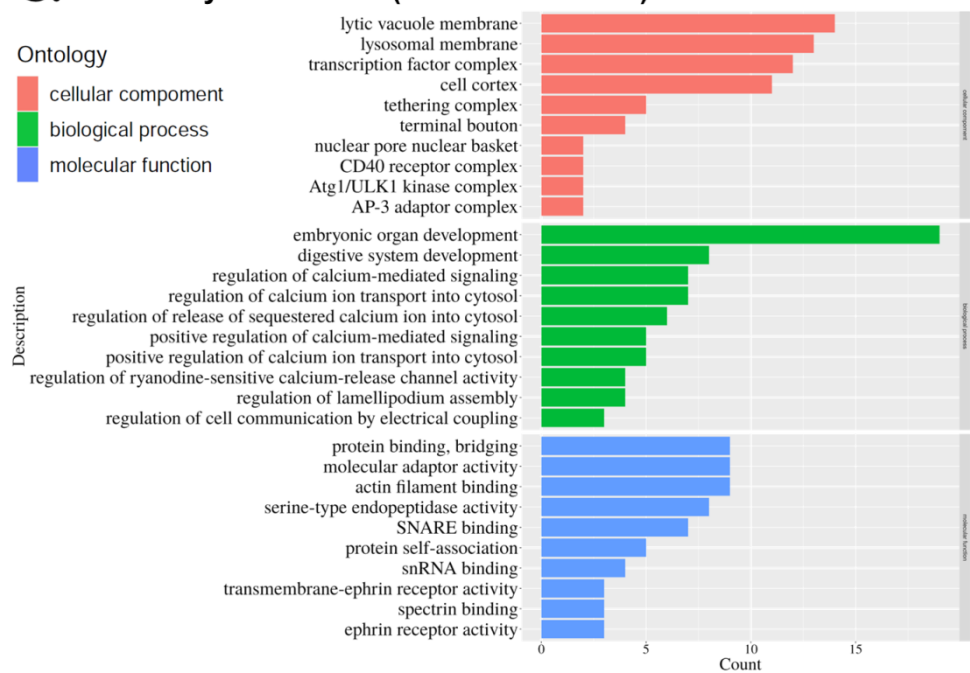 Ontology
cellular compoment
biological process
molecular function
Description
lytic vacuole membrane
lysosomal membrane
transcription factor complex
cell cortex
tethering complex
terminal bouton
nuclear pore nuclear basket
CD40 receptor complex
Atg1/ULK1 kinase complex
AP-3 adaptor complex
cellular component
embryonic organ development
digestive system development
regulation of calcium-mediated signaling
regulation of calcium ion transport into cytosol
regulation of release of sequestered calcium ion into cytosol
positive regulation of calcium-mediated signaling
positive regulation of calcium ion transport into cytosol
regulation of ryanodine-sensitive calcium-release channel activity
regulation of lamellipodium assembly
regulation of cell communication by electrical coupling
biological process
protein binding, bridging
molecular adaptor activity
actin filament binding
serine-type endopeptidase activity
SNARE binding
protein self-association
snRNA binding
transmembrane-ephrin receptor activity
spectrin binding
ephrin receptor activity
molecular function
0 5 10 15
Count